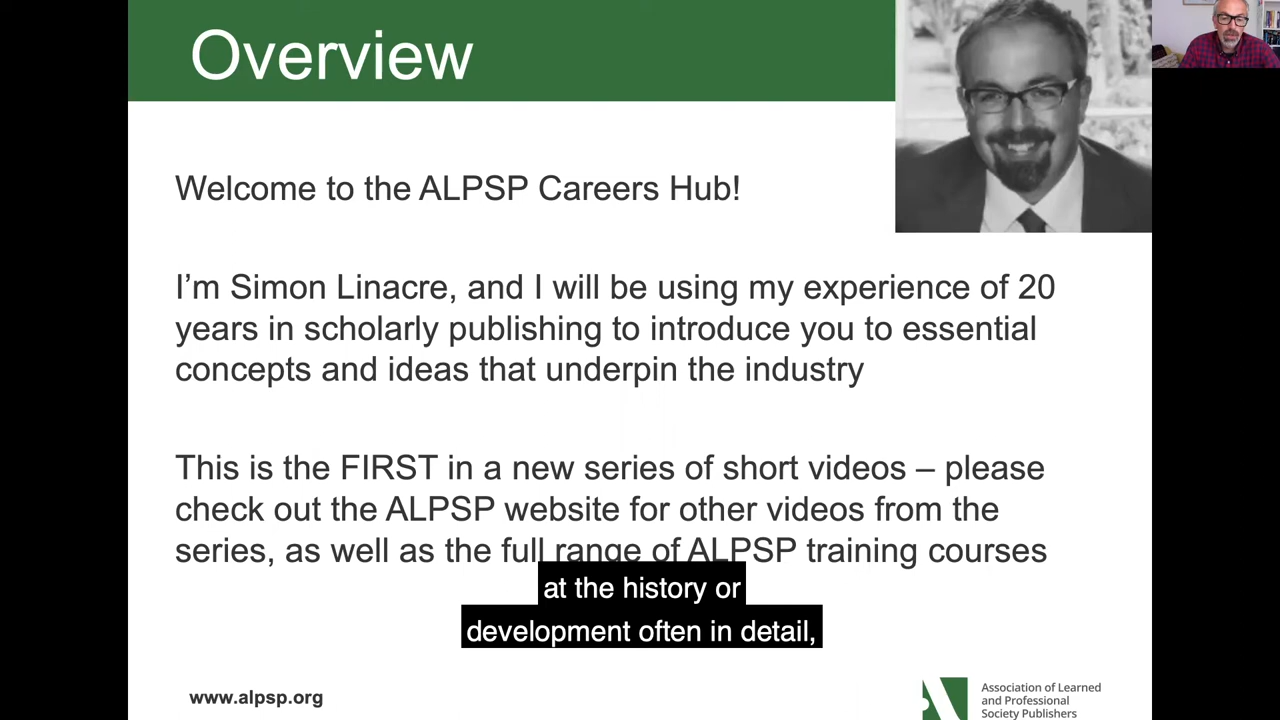 Overview
Welcome to the ALPSP Careers Hub!
I’m Simon Linacre, and I will be using my experience of 20
years in scholarly publishing to introduce you to essential
concepts and ideas that underpin the industry
This is the FIRST in a new series of short videos – please
check out the ALPSP website for other videos from the
series, as well as the full range of ALPSP training courses
at the history or
development often in detail,
www.alpsp.org
Association of Learned
and Professional
Society Publishers